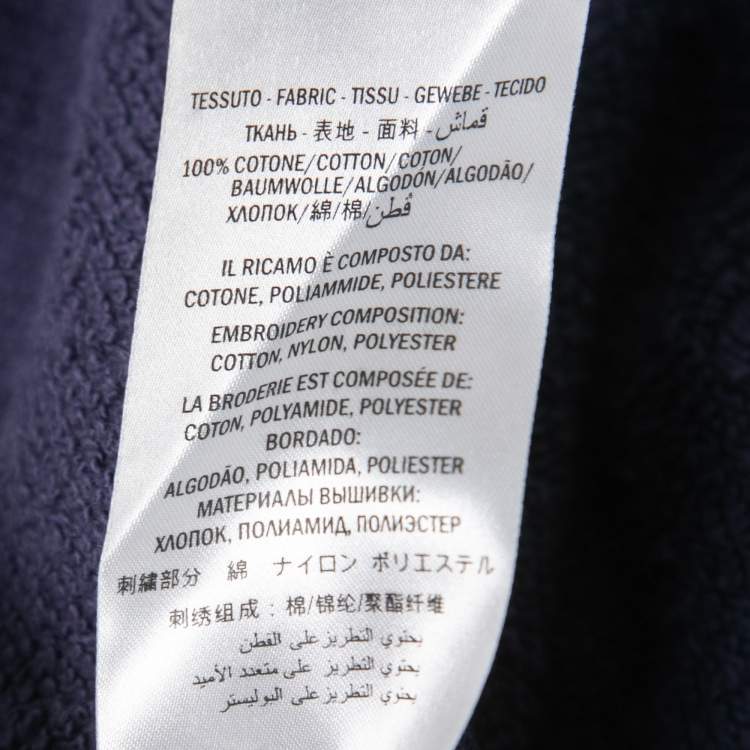 TESSUTO - FABRIC - TISSU - GEWEBE - TECIDO
ТКАНЬ - 表地 - 面料 - قماش
100% COTONE/COTTON/COTON/
BAUMWOLLE/ALGODÓN/ALGODÃO/
ХЛОПОК/綿/棉/قطن
IL RICAMO È COMPOSTO DA:
COTONE, POLIAMMIDE, POLIESTERE
EMBROIDERY COMPOSITION:
COTTON, NYLON, POLYESTER
LA BRODERIE EST COMPOSÉE DE:
COTON, POLYAMIDE, POLYESTER
BORDADO:
ALGODÃO, POLIAMIDA, POLIESTER
МАТЕРИАЛЫ ВЫШИВКИ:
ХЛОПОК, ПОЛИАМИД, ПОЛИЭСТЕР
刺繍部分 綿 ナイロン ポリエステル
刺绣组成：棉/锦纶/聚酯纤维
يحتوي التطريز على القطن
يحتوي التطريز على متعدد الأميد
يحتوي التطريز على البوليستر